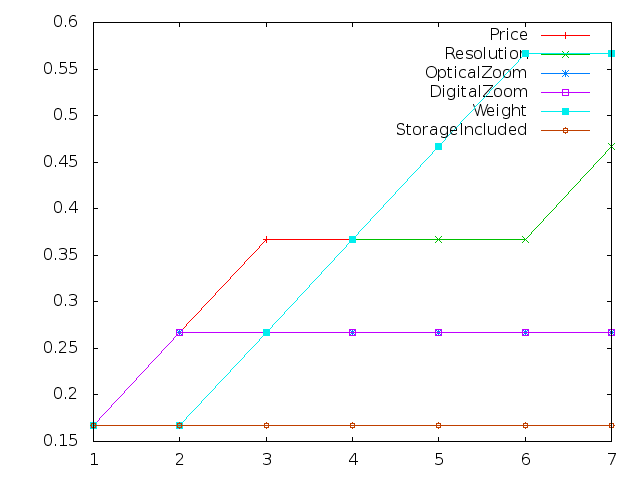 0.6
0.55
0.5
0.45
0.4
0.35
0.3
0.25
0.2
0.15
1 2 3 4 5 6 7
Price
Resolution
OpticalZoom
DigitalZoom
Weight
StorageIncluded